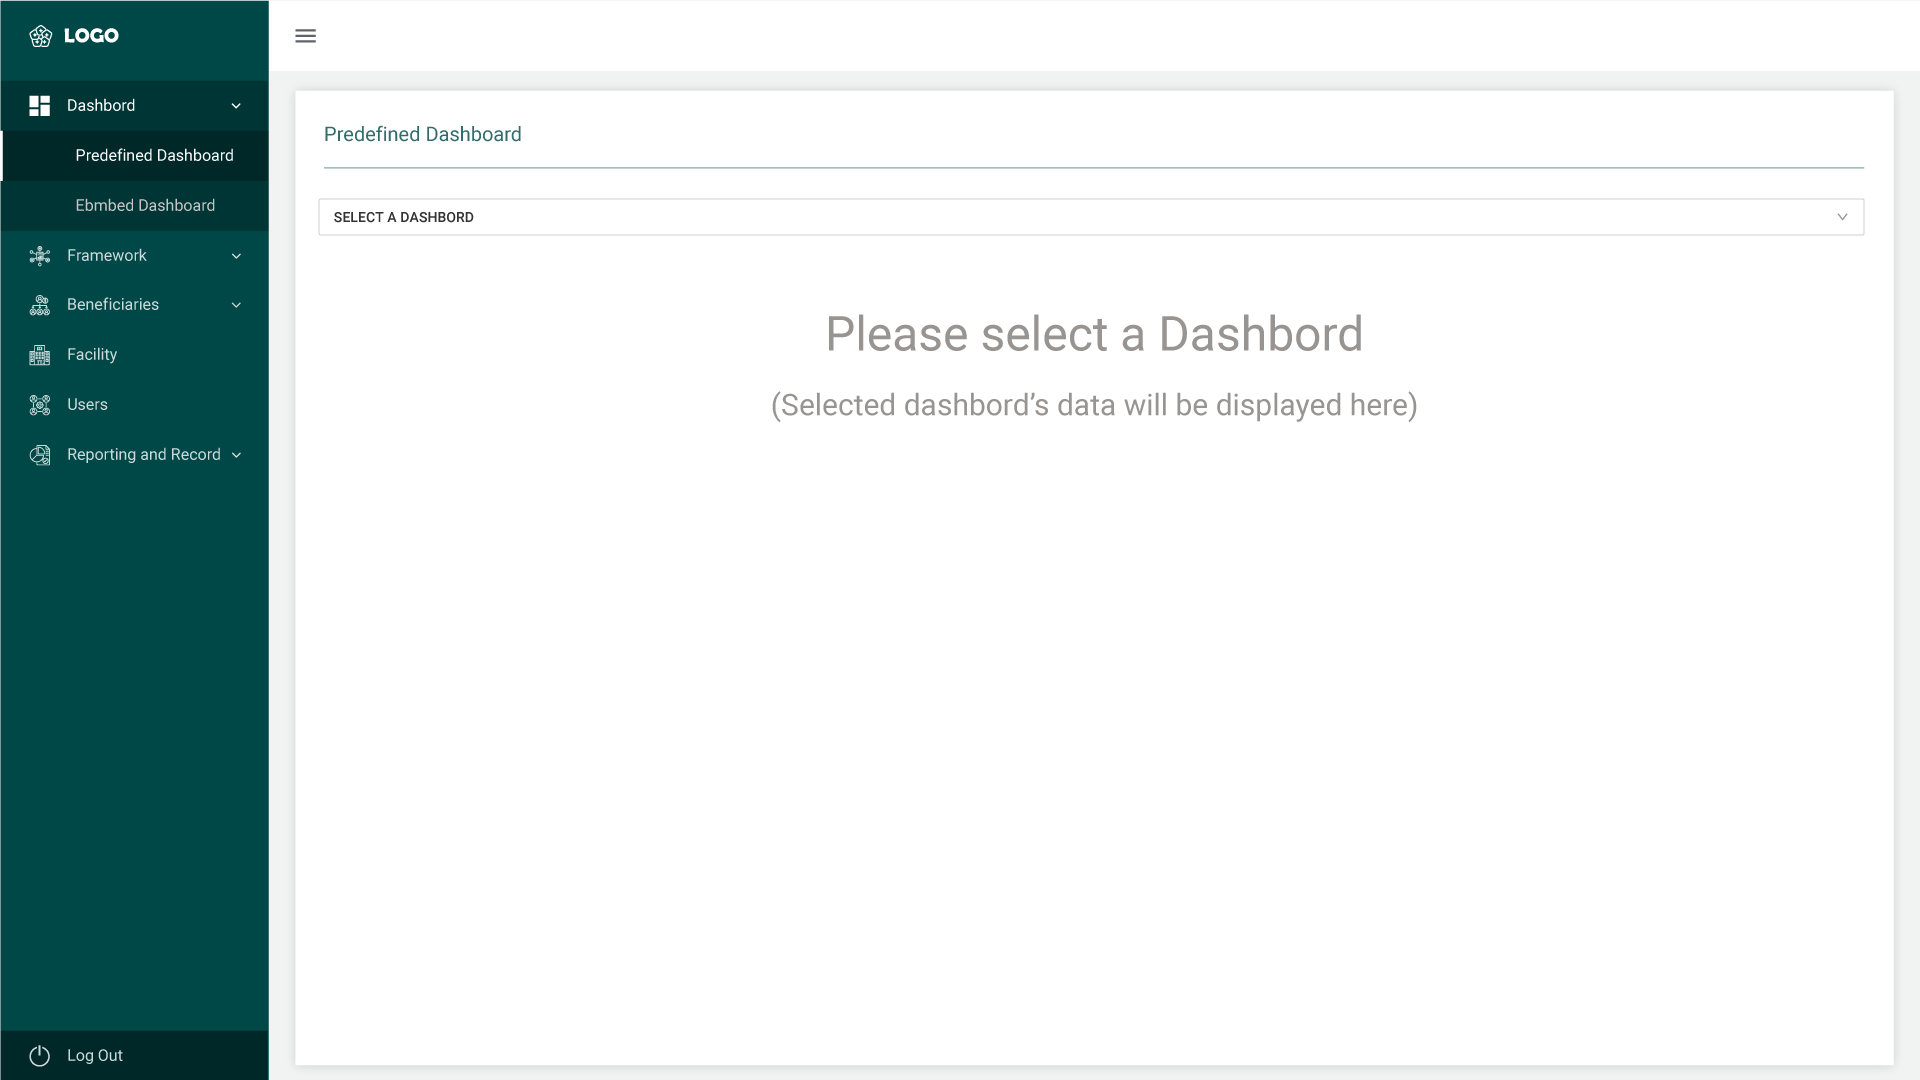 LOGO
Dashbord
Predefined Dashboard
Ebmbed Dashboard
Framework
Beneficiaries
Facility
Users
Reporting and Record
Log Out
Predefined Dashboard
SELECT A DASHBORD
Please select a Dashbord
(Selected dashbord’s data will be displayed here)